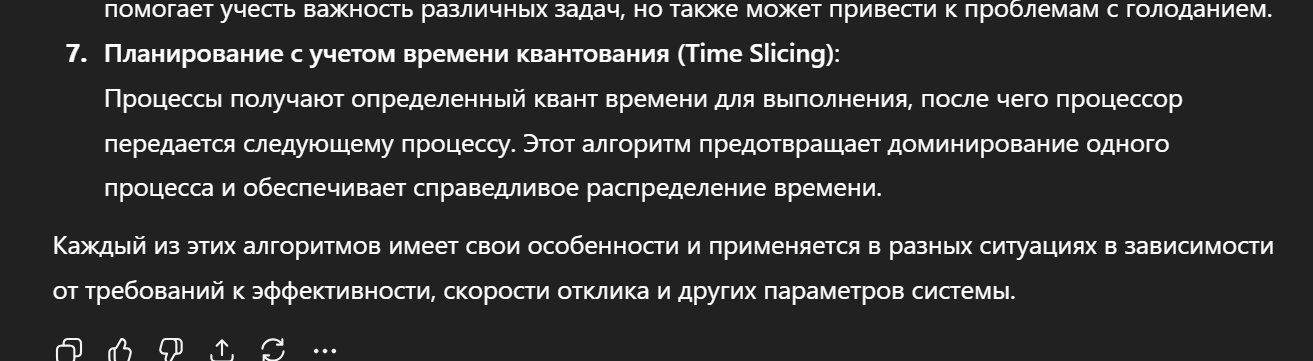 помогает учесть важность различных задач, но также может привести к проблемам с голоданием.
7. Планирование с учетом времени квантования (Time Slicing):
Процессы получают определенный квант времени для выполнения, после чего процессор
передается следующему процессу. Этот алгоритм предотвращает доминирование одного
процесса и обеспечивает справедливое распределение времени.
Каждый из этих алгоритмов имеет свои особенности и применяется в разных ситуациях в зависимости
от требований к эффективности, скорости отклика и других параметров системы.